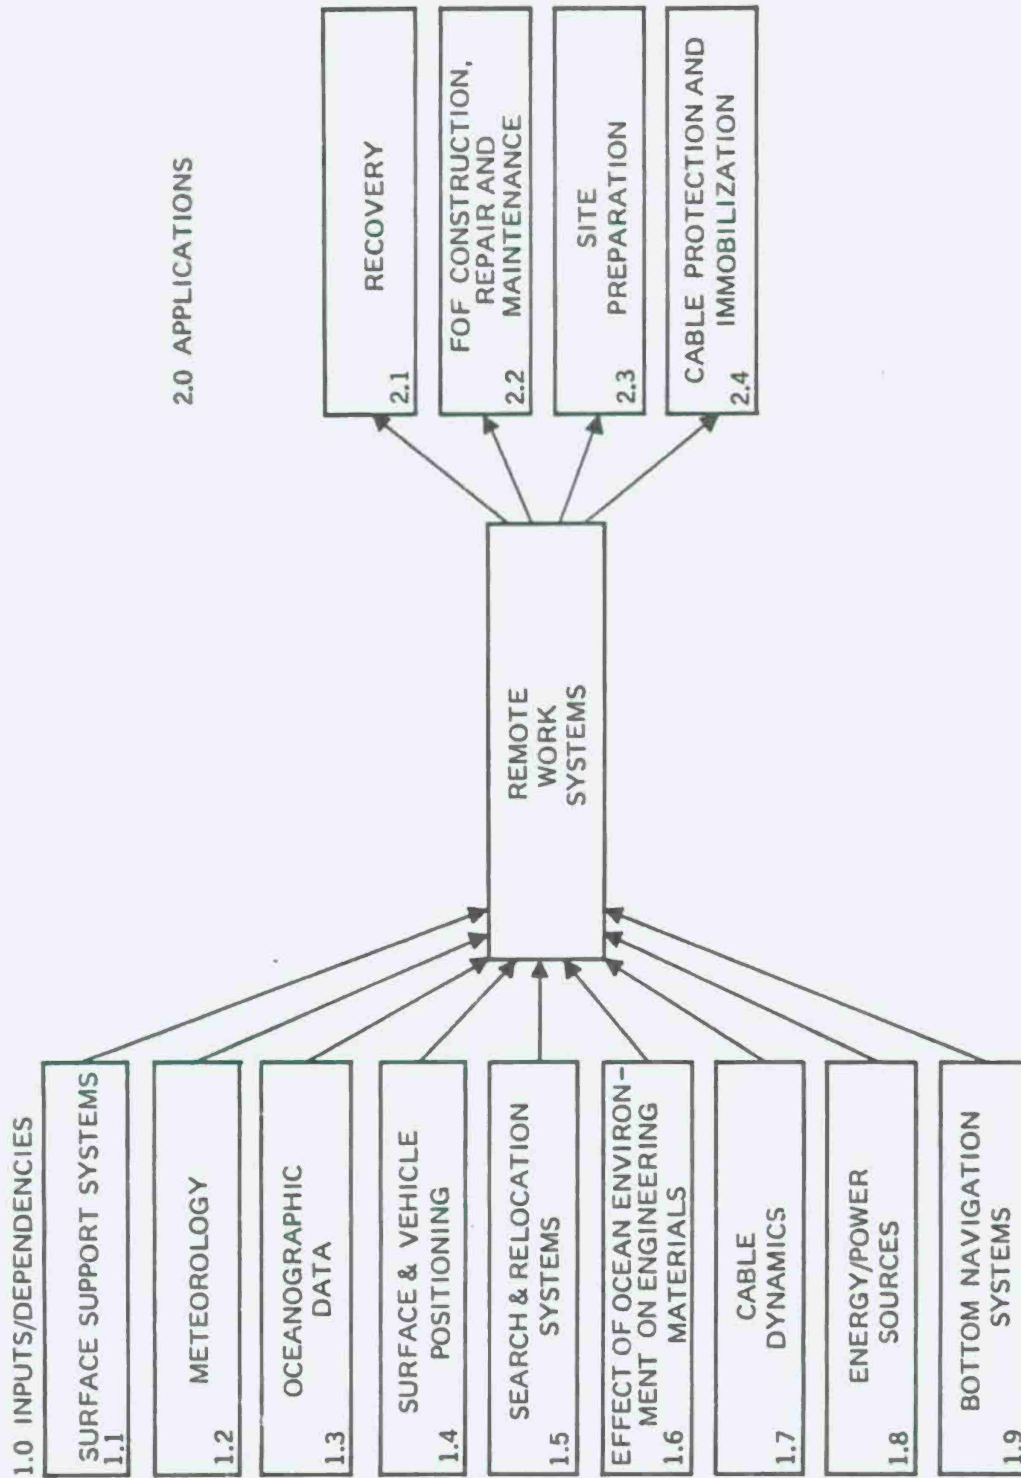 1.0 INPUTS/DEPENDENCIES
SURFACE SUPPORT SYSTEMS
1.1
METEOROLOGY
1.2
OCEANOGRAPHIC
DATA
1.3
SURFACE & VEHICLE
POSITIONING
1.4
SEARCH & RELOCATION
SYSTEMS
1.5
EFFECT OF OCEAN ENVIRON-
MENT ON ENGINEERING
MATERIALS
1.6
CABLE
DYNAMICS
1.7
ENERGY/POWER
SOURCES
1.8
BOTTOM NAVIGATION
SYSTEMS
1.9
REMOTE
WORK
SYSTEMS
2.0 APPLICATIONS
RECOVERY
2.1
FOF CONSTRUCTION,
REPAIR AND
MAINTENANCE
2.2
SITE
PREPARATION
2.3
CABLE PROTECTION AND
IMMOBILIZATION
2.4